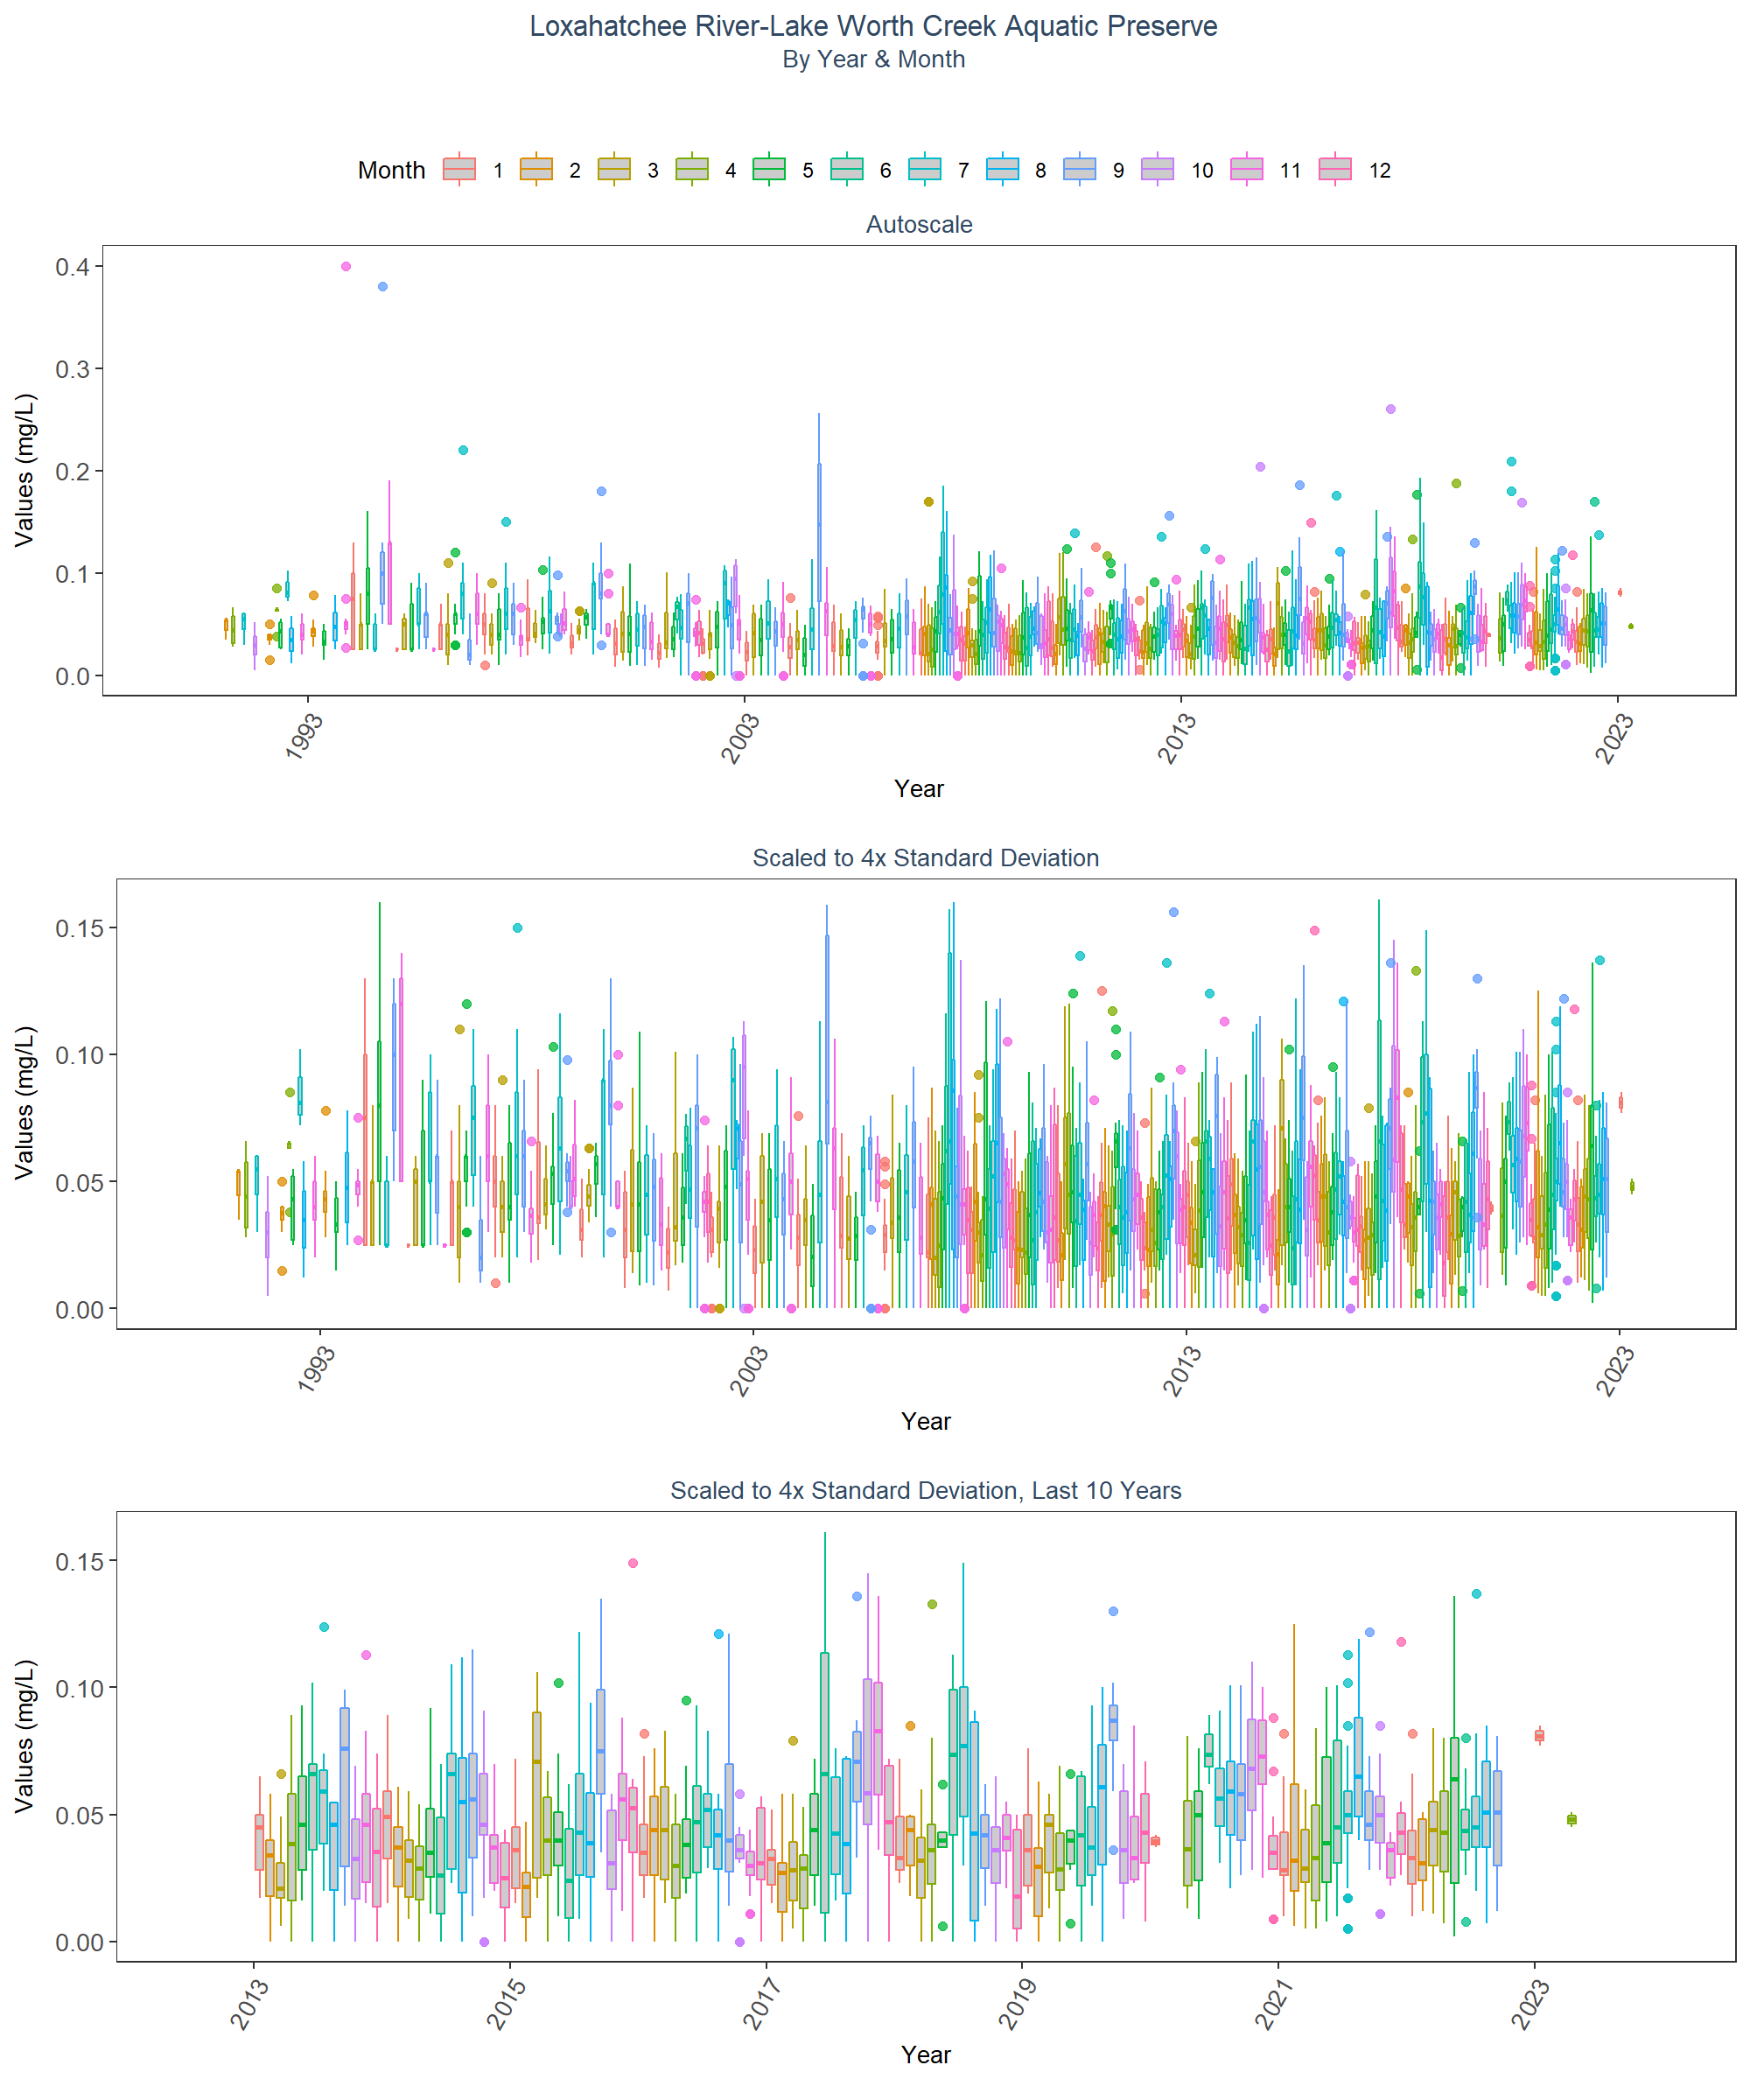 Loxahatchee River-Lake Worth Creek Aquatic Preserve
By Year & Month
Month 1 2 3 4 5 6 7 8 9 10 11 12
Autoscale
Values (mg/L)
0.4
0.3
0.2
0.1
0.0
1993 2003 2013 2023
Year
Scaled to 4x Standard Deviation
Values (mg/L)
0.15
0.10
0.05
0.00
1993 2003 2013 2023
Year
Scaled to 4x Standard Deviation, Last 10 Years
Values (mg/L)
0.15
0.10
0.05
0.00
2013 2015 2017 2019 2021 2023
Year